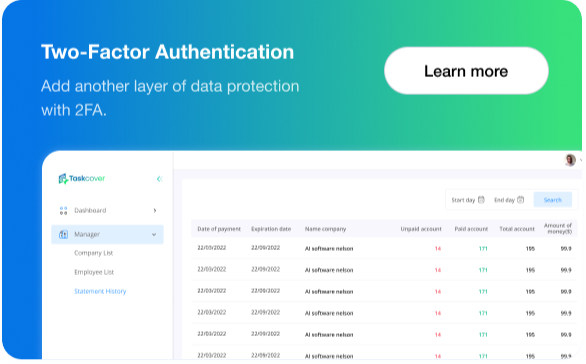 Two-Factor Authentication
Add another layer of data protection
with 2FA.
Learn more
Taskcover
Start day End day Search
Dashboard
Manager
Company List
Employee List
Statement History
Date of payment Expiration date Name company Unpaid account Paid account Total account Amount of money($)
22/03/2022 22/09/2022 AI software nelson 14 171 195 99.9
22/03/2022 22/09/2022 AI software nelson 14 171 195 99.9
22/03/2022 22/09/2022 AI software nelson 14 171 195 99.9
22/03/2022 22/09/2022 AI software nelson 14 171 195 99.9
22/03/2022 22/09/2022 AI software nelson 14 171 195 99.9
22/03/2022 22/09/2022 AI software nelson 14 171 195 99.9